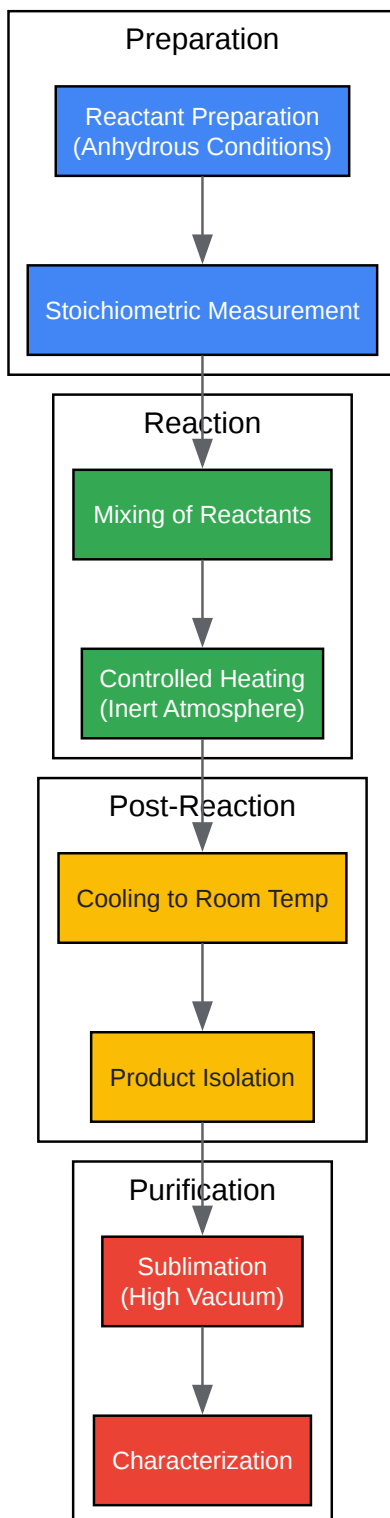 Preparation
Reactant Preparation
(Anhydrous Conditions)
Stoichiometric Measurement
Reaction
Mixing of Reactants
Controlled Heating
(Inert Atmosphere)
Post-Reaction
Cooling to Room Temp
Product Isolation
Purification
Sublimation
(High Vacuum)
Characterization